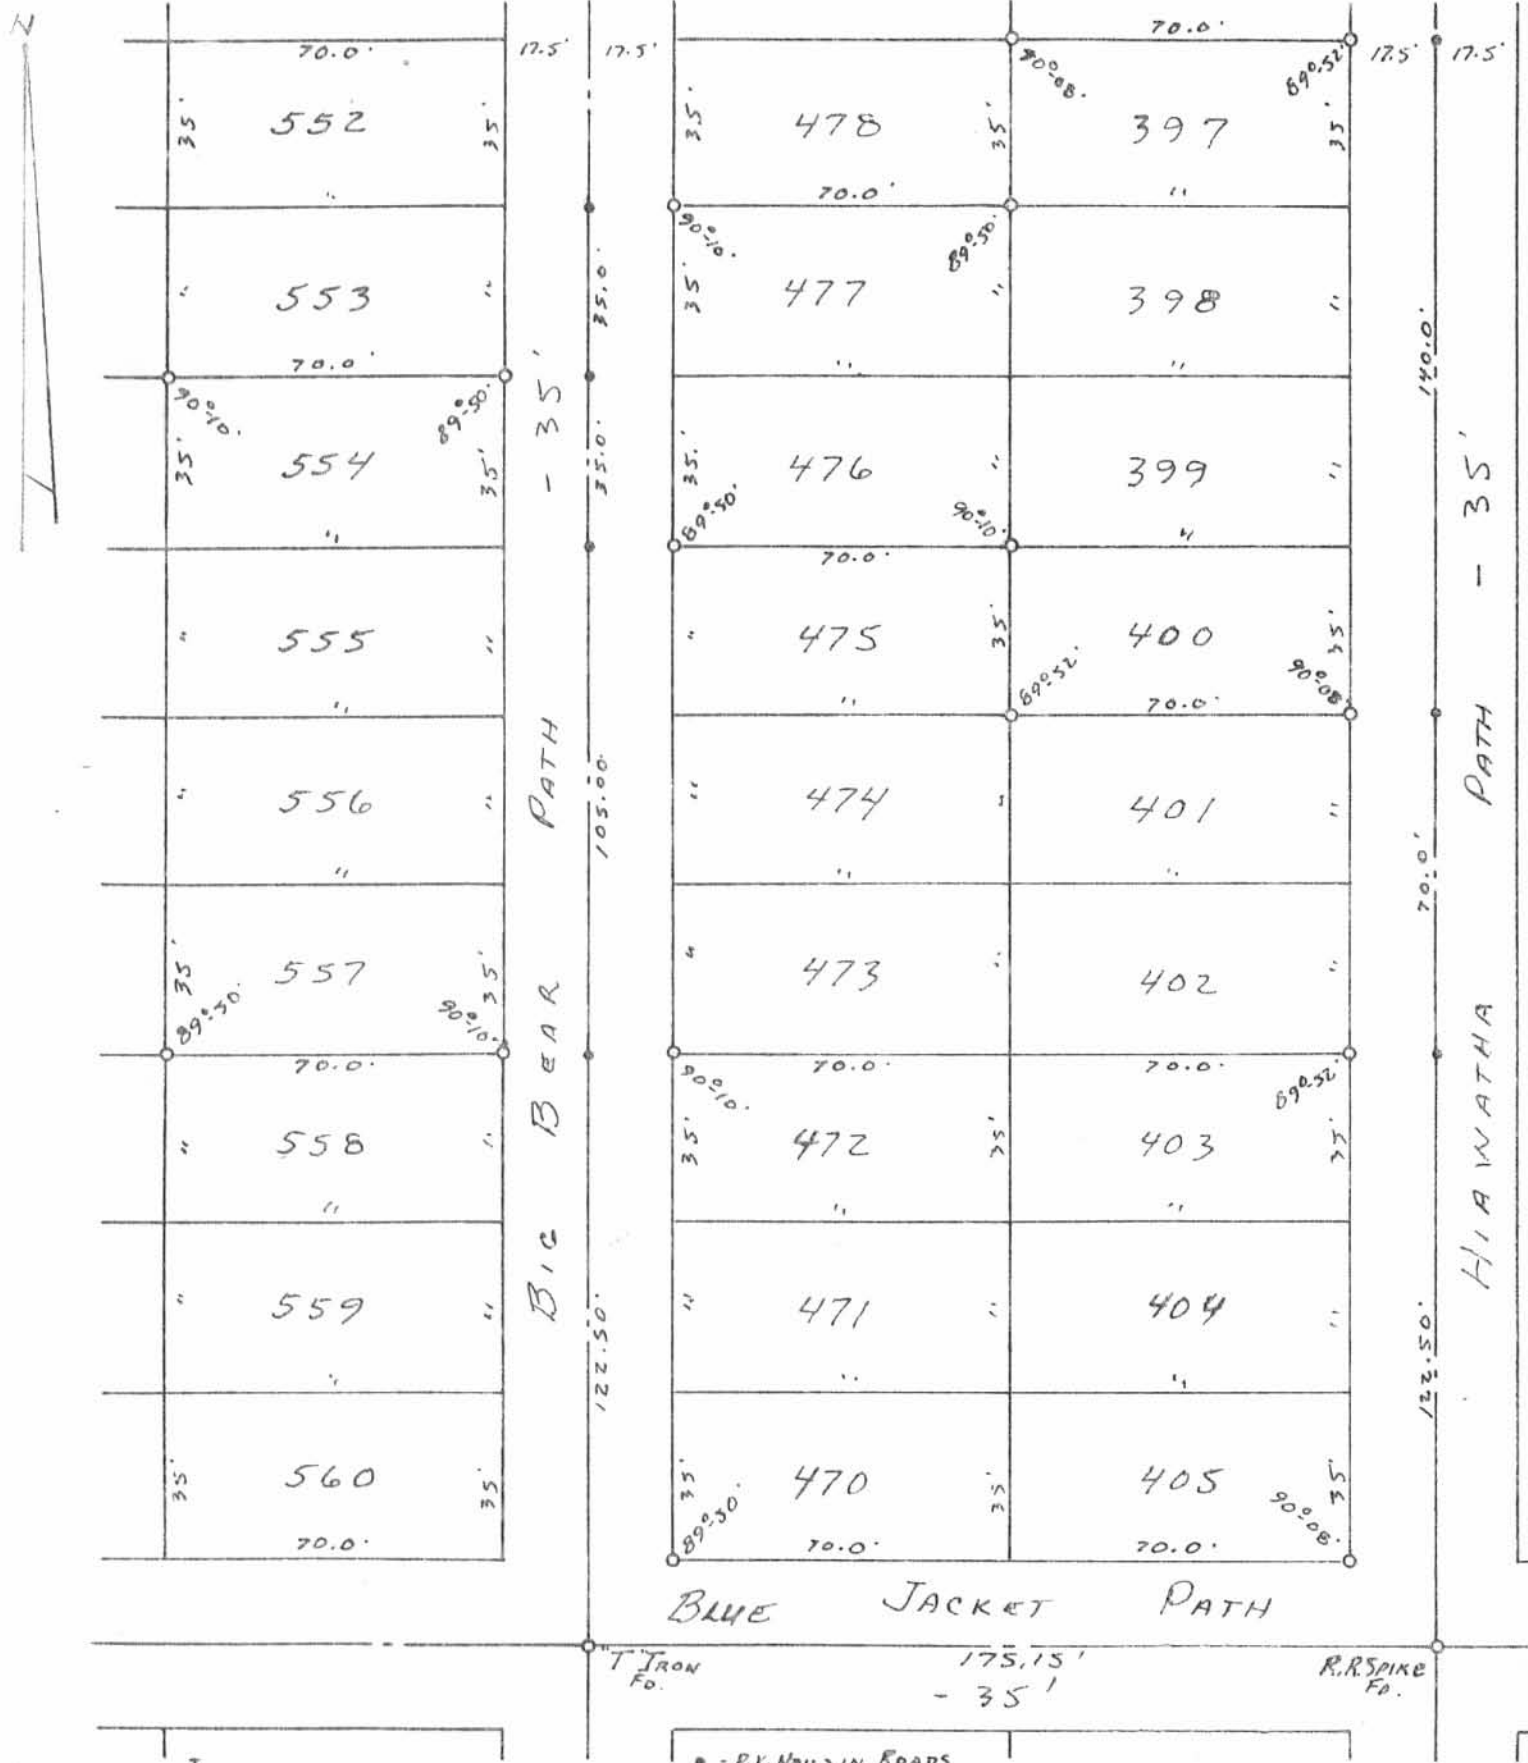 N
70.0' 17.5' 17.5' 70.0' 17.5' 17.5'
90°-08' 89°-52'
35' 552 35' 35' 478 35' 397 35'
" 70.0' "
90°-10' 89°-50'
" 553 " 35.0' 35' 477 " 398 "
70.0' " " 140.0'
90°-10' 89°-50'
35' 554 35' 35.0' 35' 476 " 399 "
89°-50' 90°-10'
" 70.0' "
" 555 " " 475 35' 400 35'
89°-52' 90°-08'
" " 70.0'
" 556 " 105.00' " 474 " 401 "
" " " 70.0'
35' 557 35' " 473 " 402 "
89°-50' 90°-10'
70.0' 70.0' 70.0'
90°-10' 89°-52'
" 558 " 35' 472 35' 403 35'
" " "
" 559 " 122.50' " 471 " 404 " 122.50'
" " "
35' 560 35' 35' 470 35' 405 35'
89°-50' 90°-08'
70.0' 70.0' 70.0'
BIG BEAR PATH - 35'
HIAWATHA PATH - 35'
BLUE JACKET PATH
"T" IRON FD. 175.15' R.R. SPIKE FD.
- 35'
IN ROADS